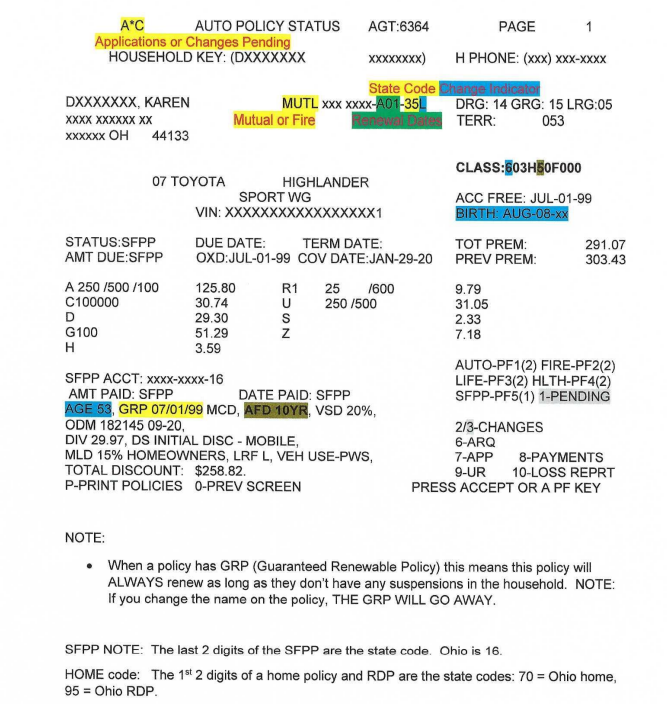 A*C AUTO POLICY STATUS AGT:6364 PAGE 1
Applications or Changes Pending
HOUSEHOLD KEY: (DXXXXXXX xxxxxxxx) H PHONE: (xxx) xxx-xxxx
State Code Change Indicator
DXXXXXXX, KAREN MUTL xxx xxxx-A01-35L DRG: 14 GRG: 15 LRG:05
xxxx xxxxxx xx Mutual or Fire Renewal Dates TERR: 053
xxxxxx OH 44133
CLASS:603H50F000
07 TOYOTA HIGHLANDER
SPORT WG ACC FREE: JUL-01-99
VIN: XXXXXXXXXXXXXXXXX1 BIRTH: AUG-08-xx
STATUS:SFPP DUE DATE: TERM DATE: TOT PREM: 291.07
AMT DUE:SFPP OXD:JUL-01-99 COV DATE:JAN-29-20 PREV PREM: 303.43
A 250 /500 /100 125.80 R1 25 /600 9.79
C100000 30.74 U 250 /500 31.05
D 29.30 S 2.33
G100 51.29 Z 7.18
H 3.59
AUTO-PF1(2) FIRE-PF2(2)
SFPP ACCT: xxxx-xxxx-16 LIFE-PF3(2) HLTH-PF4(2)
AMT PAID: SFPP DATE PAID: SFPP SFPP-PF5(1) 1-PENDING
AGE 53, GRP 07/01/99 MCD, AFD 10YR, VSD 20%,
ODM 182145 09-20, 2/3-CHANGES
DIV 29.97, DS INITIAL DISC - MOBILE, 6-ARQ
MLD 15% HOMEOWNERS, LRF L, VEH USE-PWS, 7-APP 8-PAYMENTS
TOTAL DISCOUNT: $258.82. 9-UR 10-LOSS REPRT
P-PRINT POLICIES 0-PREV SCREEN PRESS ACCEPT OR A PF KEY
NOTE:
• When a policy has GRP (Guaranteed Renewable Policy) this means this policy will
ALWAYS renew as long as they don't have any suspensions in the household. NOTE:
If you change the name on the policy, THE GRP WILL GO AWAY.
SFPP NOTE: The last 2 digits of the SFPP are the state code. Ohio is 16.
HOME code: The 1st 2 digits of a home policy and RDP are the state codes: 70 = Ohio home,
95 = Ohio RDP.